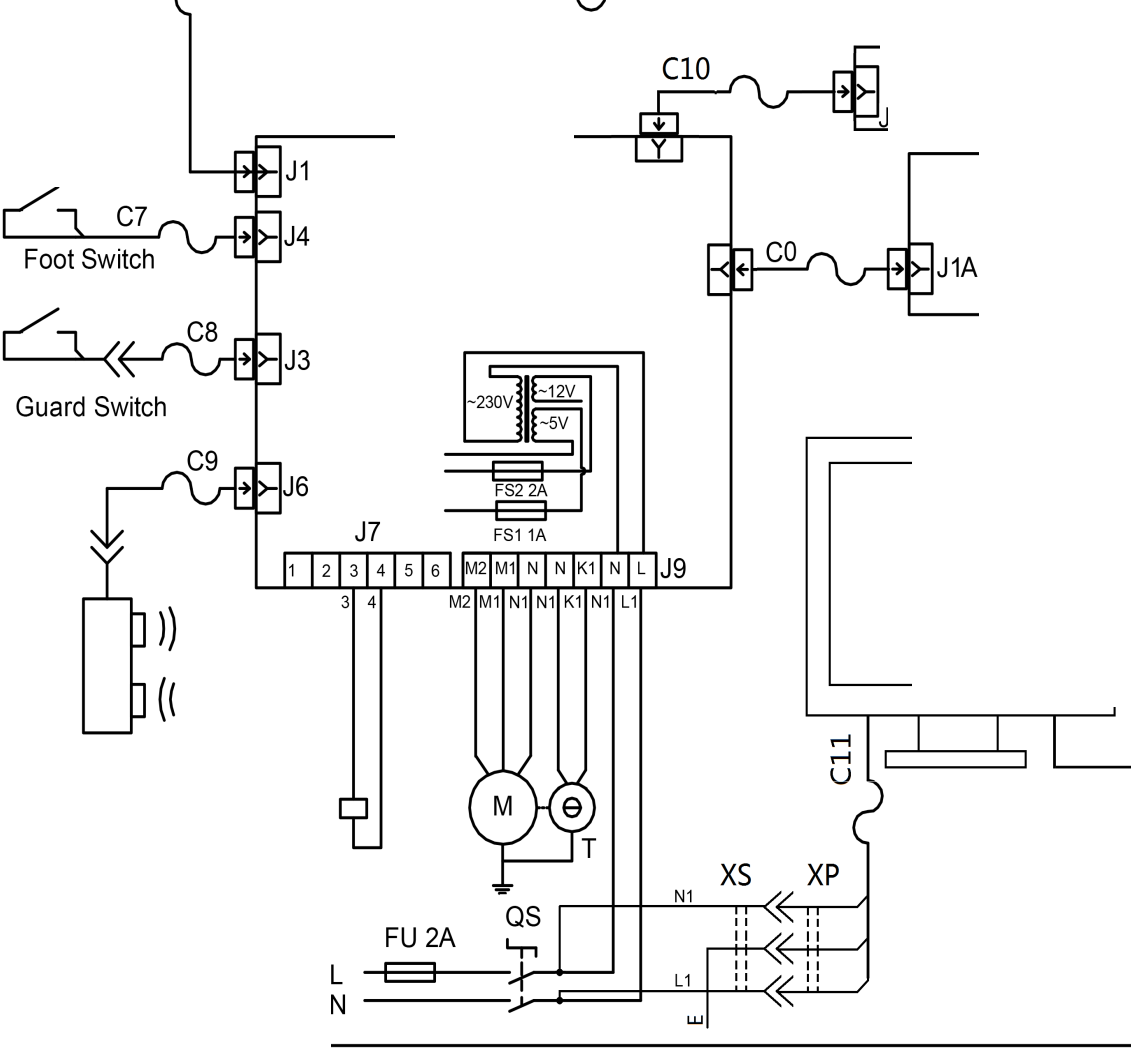 C10
J
J1
C7
J4
Foot Switch
C0
J1A
C8
J3
Guard Switch
~230V
~12V
~5V
C9
J6
FS2 2A
FS1 1A
J7
1 2 3 4 5 6
M2 M1 N N K1 N L
J9
3 4
M2 M1 N1 N1 K1 N1 L1
C11
M
T
XS
XP
N1
QS
FU 2A
L
L1
N
E